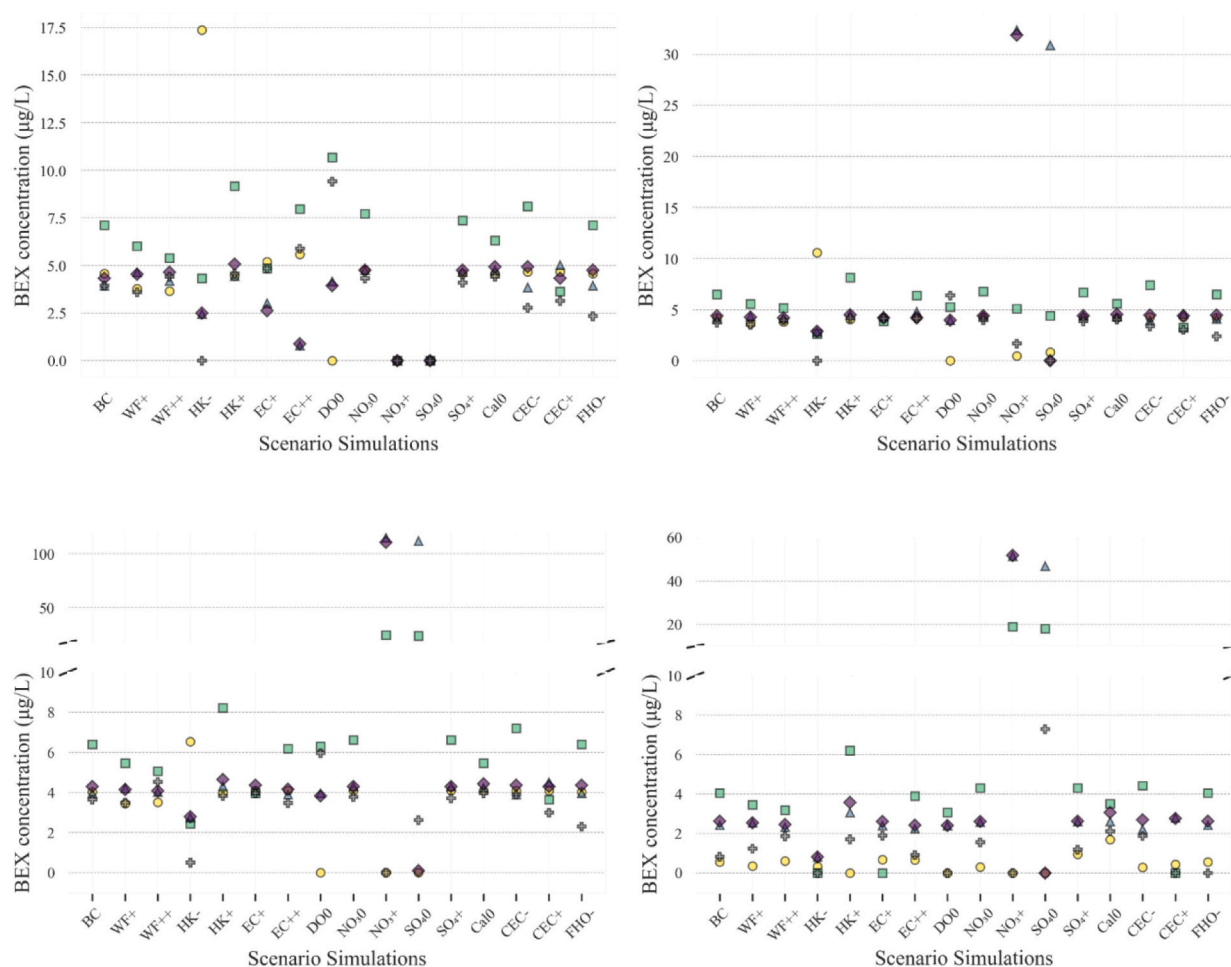 BEX concentration (μg/L)
17.5
15.0
12.5
10.0
7.5
5.0
2.5
0.0
BC
WF+
WF++
HK-
HK+
EC+
EC++
DO0
NO₃0
NO₃+
SO₄0
SO₄+
Cal0
CEC-
CEC+
FHO-
Scenario Simulations
BEX concentration (μg/L)
30
25
20
15
10
5
0
BC
WF+
WF++
HK-
HK+
EC+
EC++
DO0
NO₃0
NO₃+
SO₄0
SO₄+
Cal0
CEC-
CEC+
FHO-
Scenario Simulations
BEX concentration (μg/L)
100
50
10
8
6
4
2
0
BC
WF+
WF++
HK-
HK+
EC+
EC++
DO0
NO₃0
NO₃+
SO₄0
SO₄+
Cal0
CEC-
CEC+
FHO-
Scenario Simulations
BEX concentration (μg/L)
60
40
20
10
8
6
4
2
0
BC
WF+
WF++
HK-
HK+
EC+
EC++
DO0
NO₃0
NO₃+
SO₄0
SO₄+
Cal0
CEC-
CEC+
FHO-
Scenario Simulations